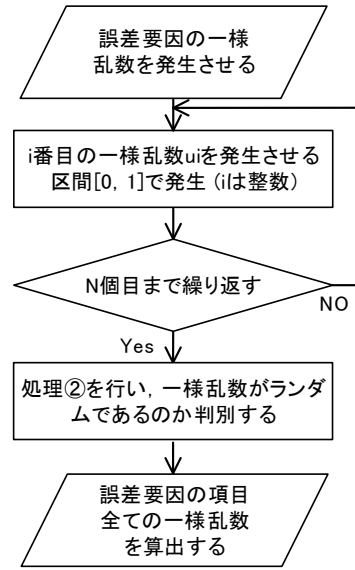 誤差要因の一様
乱数を発生させる
i番目の一様乱数uiを発生させる
区間[0, 1]で発生 (iは整数)
N個目まで繰り返す
NO
Yes
処理②を行い, 一様乱数がランダ
ムであるのか判別する
誤差要因の項目
全ての一様乱数
を算出する